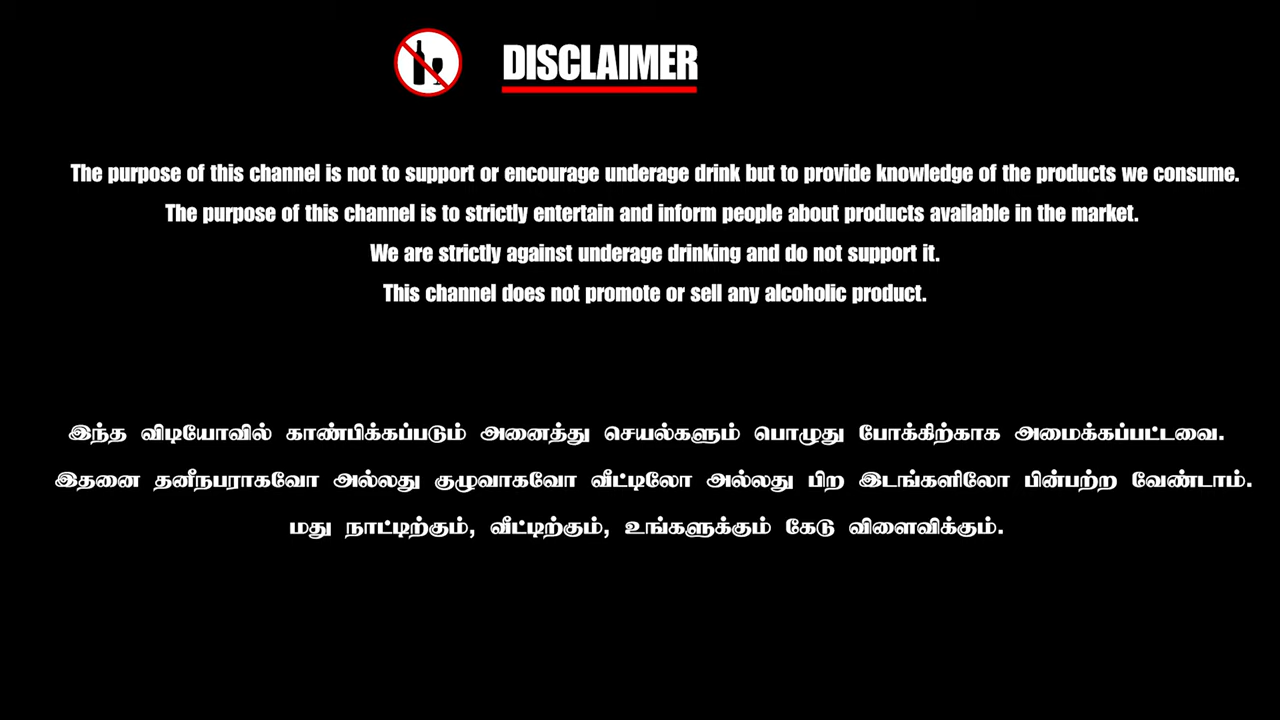 DISCLAIMER
The purpose of this channel is not to support or encourage underage drink but to provide knowledge of the products we consume.
The purpose of this channel is to strictly entertain and inform people about products available in the market.
We are strictly against underage drinking and do not support it.
This channel does not promote or sell any alcoholic product.
இந்த விடியோவில் காண்பிக்கப்படும் அனைத்து செயல்களும் பொழுது போக்கிற்காக அமைக்கப்பட்டவை.
இதனை தனீநபராகவோ அல்லது குழுவாகவோ வீட்டிலோ அல்லது பிற இடங்களிலோ பின்பற்ற வேண்டாம்.
மது நாட்டிற்கும், வீட்டிற்கும், உங்களுக்கும் கேடு விளைவிக்கும்.